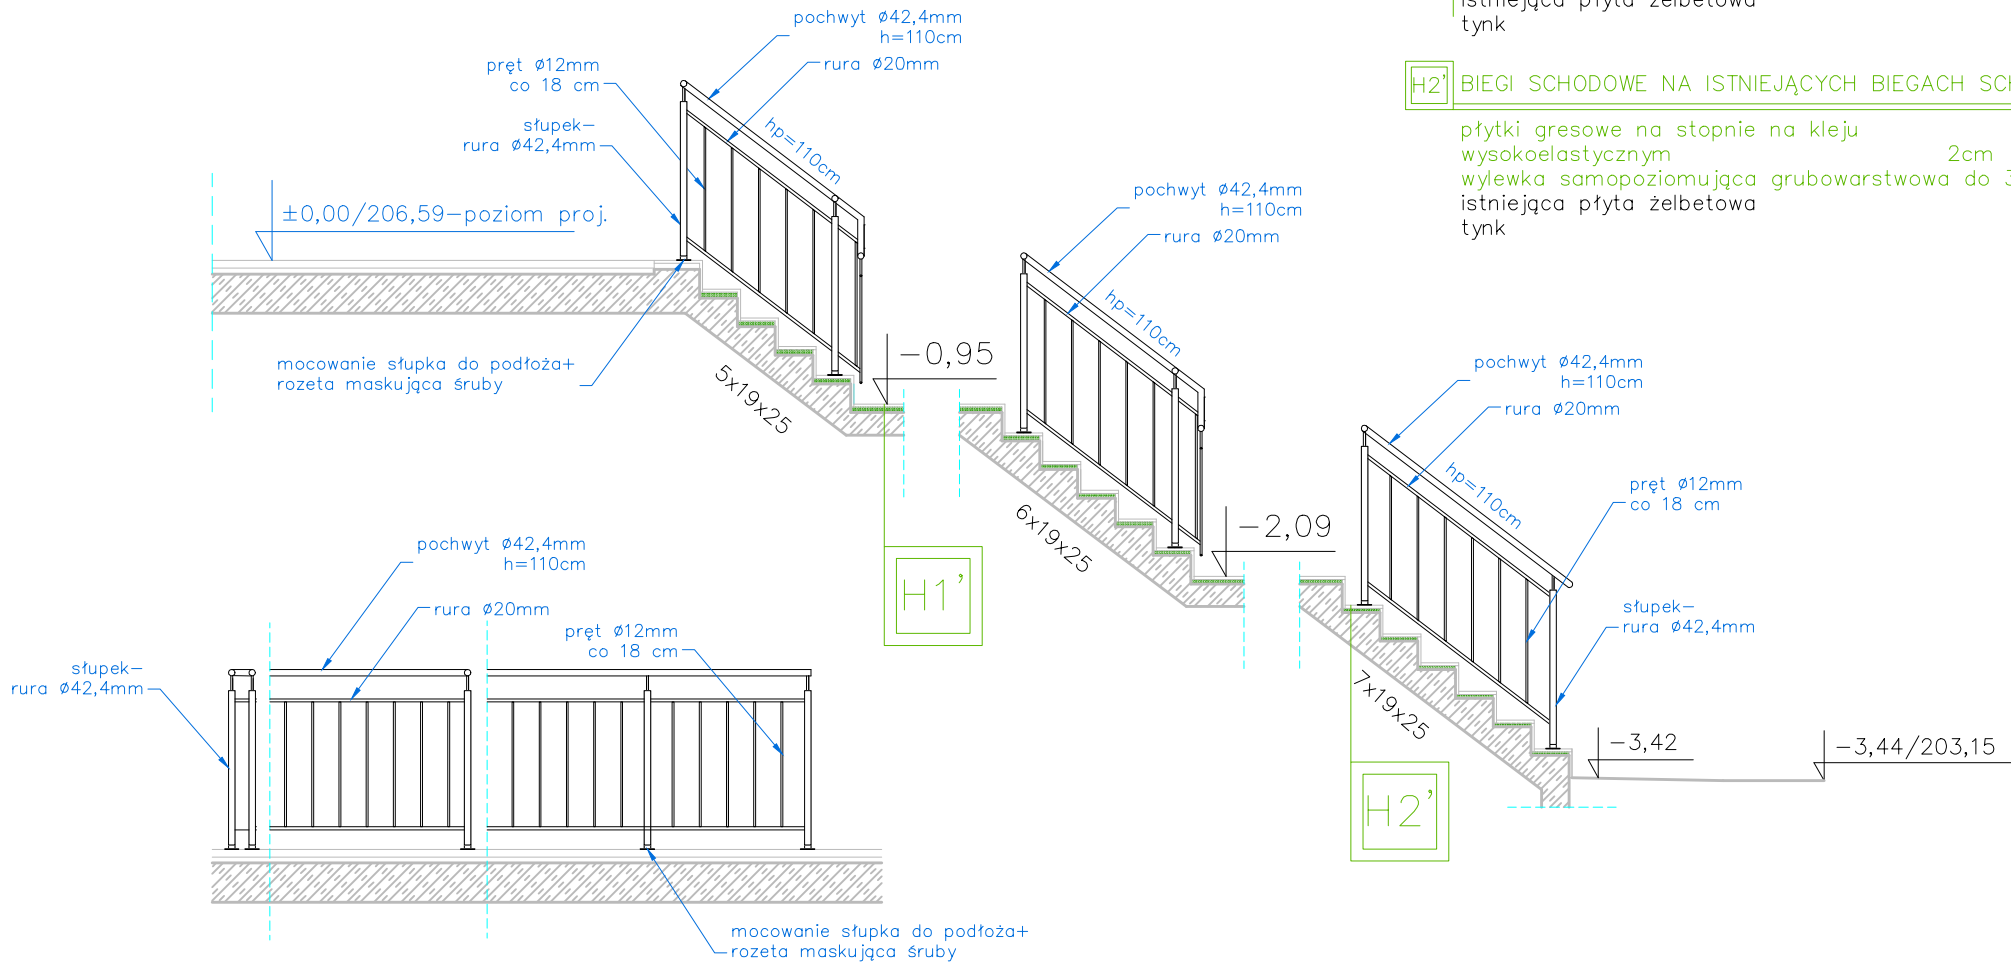 istniejąca płyta żelbetowa
tynk
H2' BIEGI SCHODOWE NA ISTNIEJĄCYCH BIEGACH
płytki gresowe na stopnie na kleju
wysokoelastycznym 2cm
wylewka samopoziomująca grubowarstwowa do
istniejąca płyta żelbetowa
tynk
pochwyt ø42,4mm
h=110cm
rura ø20mm
pręt ø12mm
co 18 cm
słupek–
rura ø42,4mm
hp=110cm
±0,00/206,59–poziom proj.
mocowanie słupka do podłoża+
rozeta maskująca śruby
5x19x25
–0,95
pochwyt ø42,4mm
h=110cm
rura ø20mm
hp=110cm
6x19x25
–2,09
H1'
pochwyt ø42,4mm
h=110cm
rura ø20mm
hp=110cm
pręt ø12mm
co 18 cm
słupek–
rura ø42,4mm
7x19x25
–3,42
–3,44/203,15
H2'
pochwyt ø42,4mm
h=110cm
rura ø20mm
pręt ø12mm
co 18 cm
słupek–
rura ø42,4mm
mocowanie słupka do podłoża+
rozeta maskująca śruby